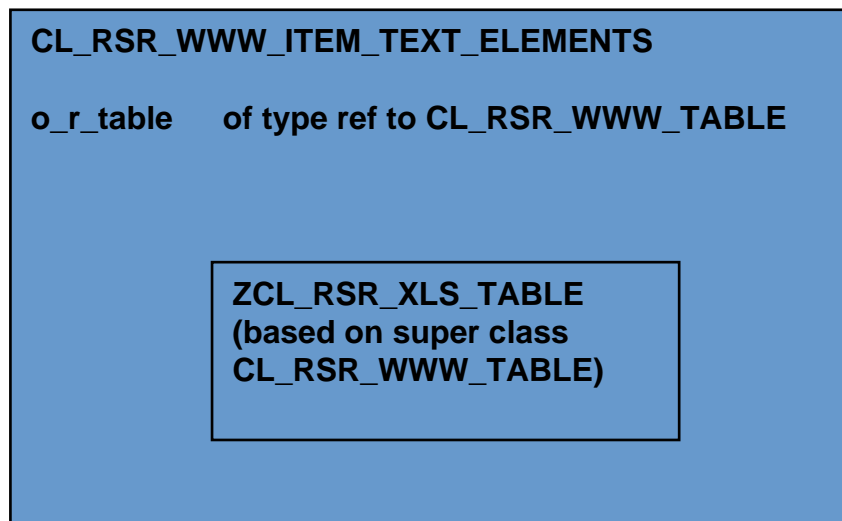 CL_RSR_WWW_ITEM_TEXT_ELEMENTS
o_r_table of type ref to CL_RSR_WWW_TABLE
ZCL_RSR_XLS_TABLE
(based on super class
CL_RSR_WWW_TABLE)